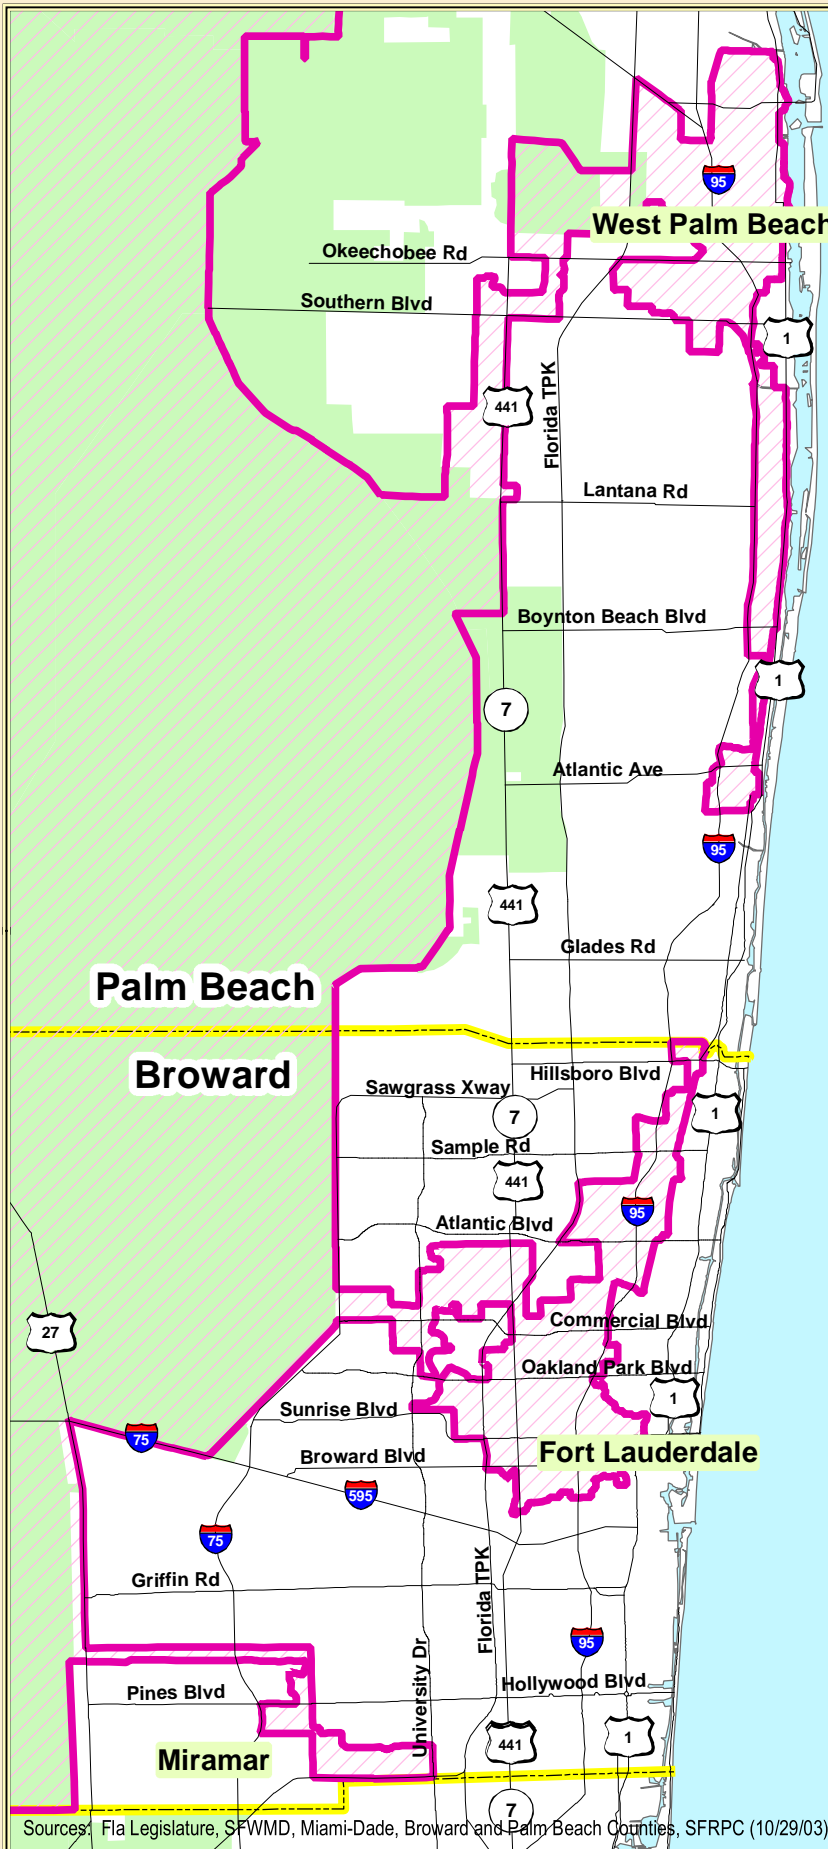 95
West Palm Beach
Okeechobee Rd
Southern Blvd
1
441
Florida TPK
Lantana Rd
Boynton Beach Blvd
1
7
Atlantic Ave
95
441
Glades Rd
Palm Beach
Broward
Hillsboro Blvd
Sawgrass Xway
7
1
Sample Rd
441
95
Atlantic Blvd
27
Commercial Blvd
Oakland Park Blvd
1
Sunrise Blvd
75
Broward Blvd
Fort Lauderdale
595
75
Griffin Rd
Florida TPK
95
University Dr
Hollywood Blvd
Pines Blvd
441
1
Miramar
7
Sources: Fla Legislature, SFWMD, Miami-Dade, Broward and Palm Beach Counties, SFRPC (10/29/03)